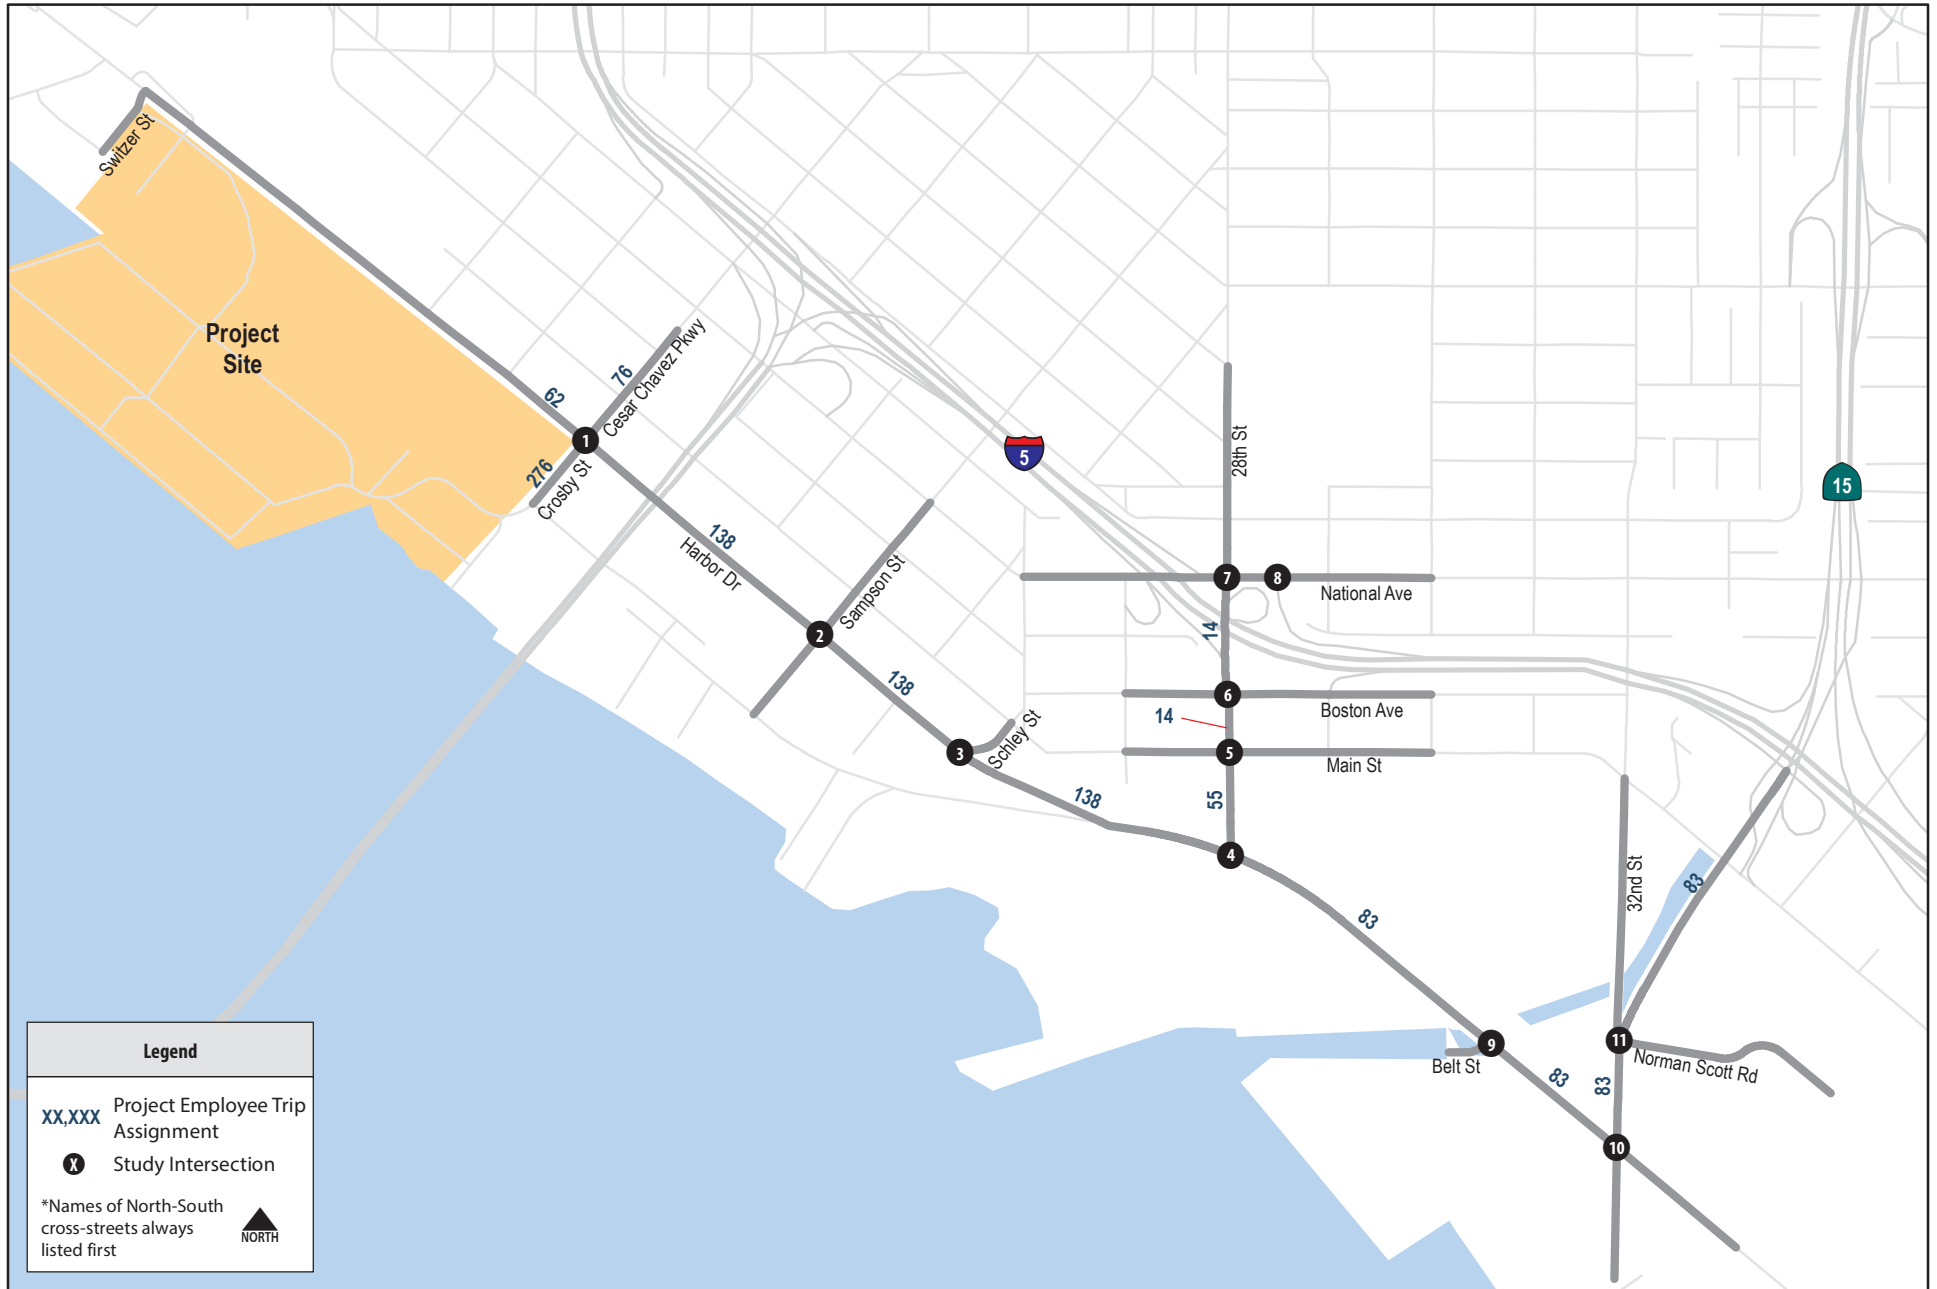 Switzer St
Project
Site
62
76
Cesar Chavez Pkwy
1
276
Crosby St
138
Harbor Dr
Sampson St
2
138
3
Schley St
138
5
15
28th St
7
8
National Ave
14
6
Boston Ave
14
5
Main St
55
4
83
32nd St
83
9
Belt St
83
11
Norman Scott Rd
83
10
Legend
XX,XXX Project Employee Trip
Assignment
X Study Intersection
*Names of North-South
cross-streets always
listed first
NORTH